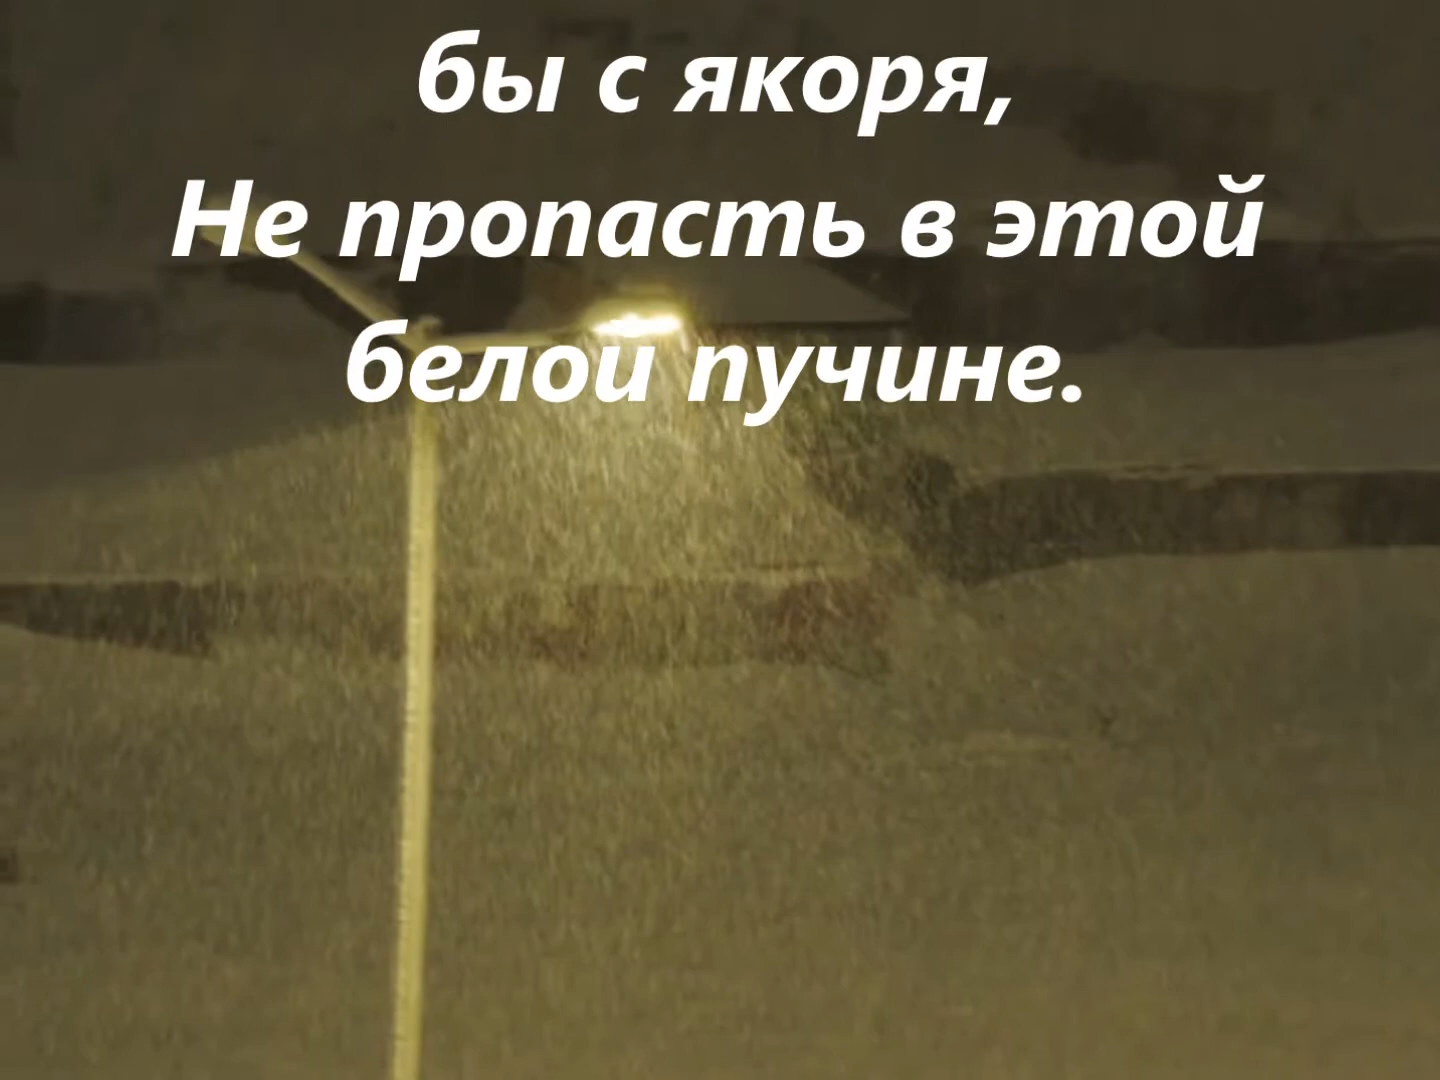 бы с якоря,
Не пропасть в этой
белой пучине.